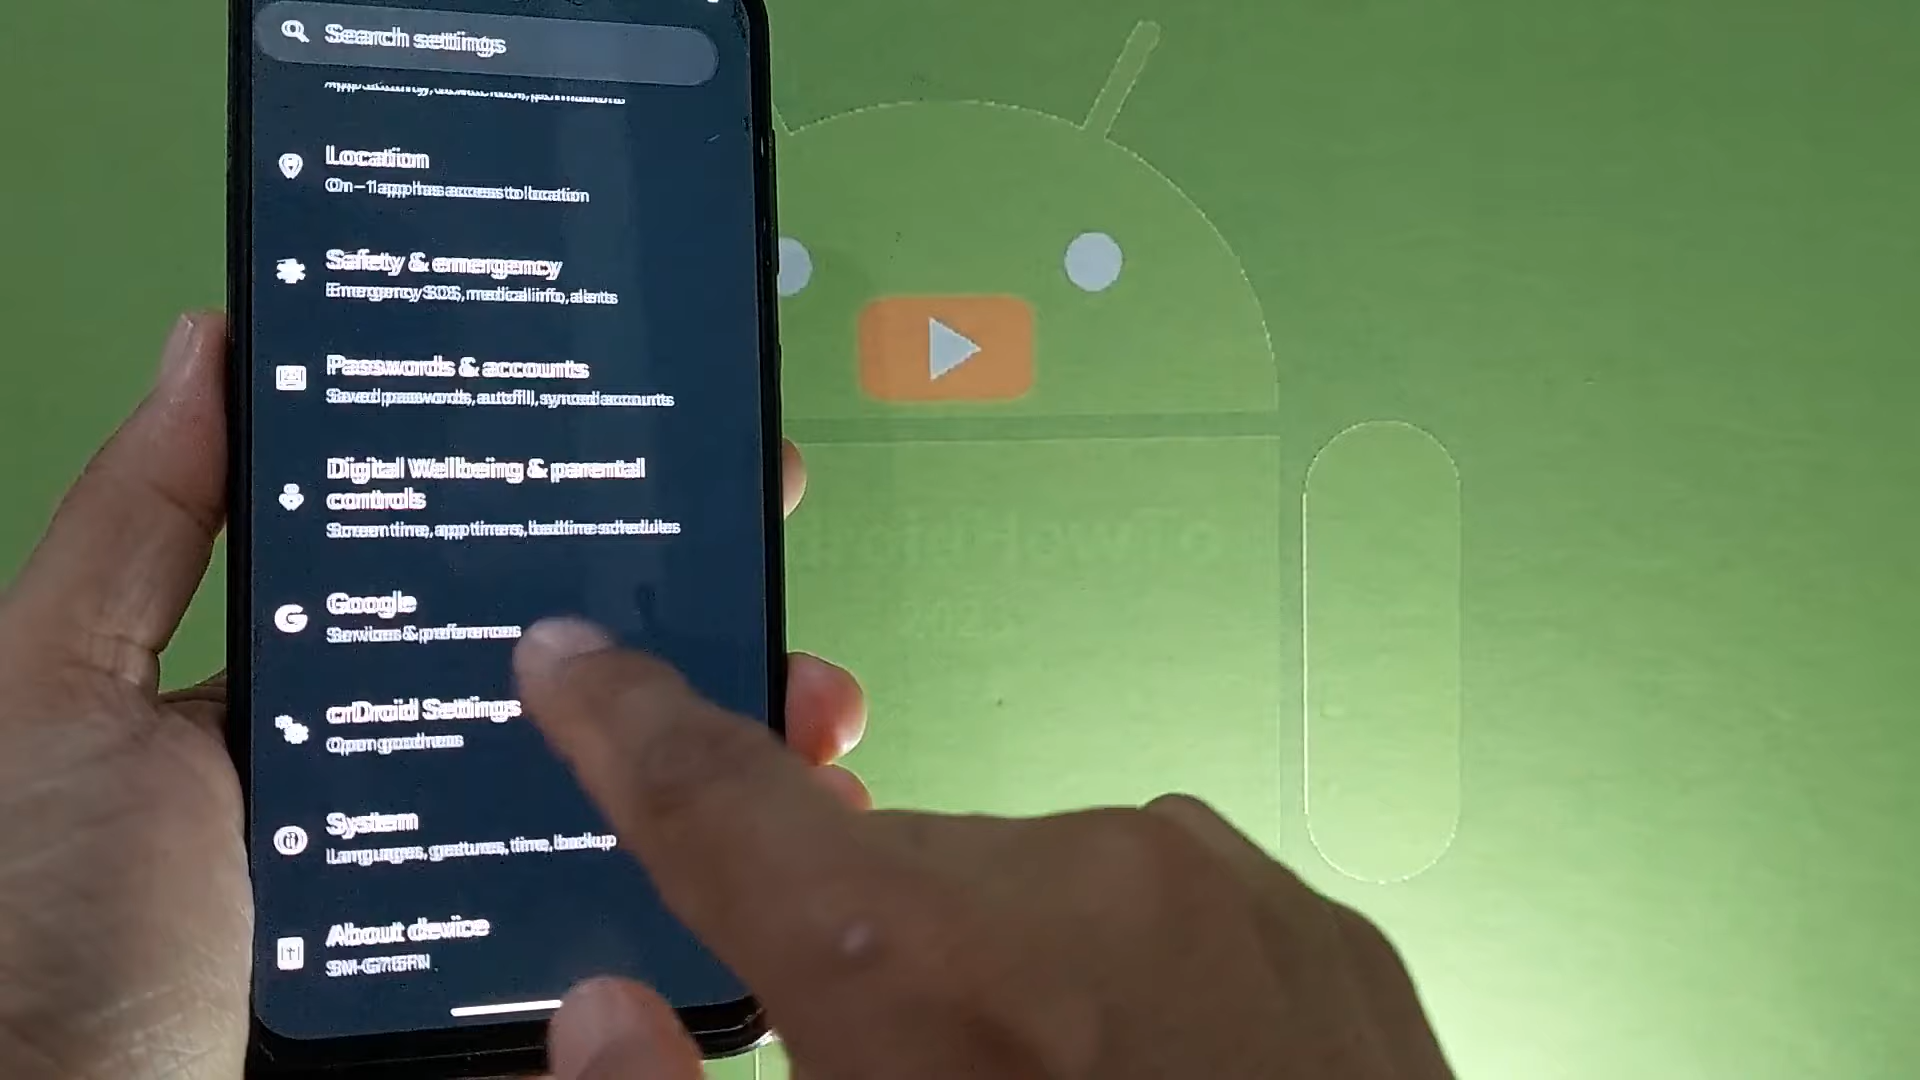 Search settings
Location
On – 1 app has access to location
Safety & emergency
Emergency SOS, medical info, alerts
Passwords & accounts
Saved passwords, autofill, synced accounts
Digital Wellbeing & parental
controls
Screen time, app timers, bedtime schedules
Google
Services & preferences
crDroid Settings
Open goodness
System
Languages, gestures, time, backup
About device